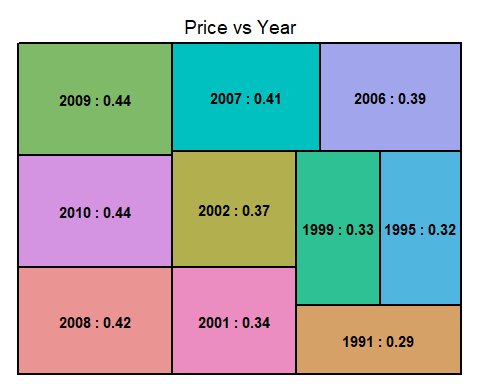 Price vs Year
2009 : 0.44
2007 : 0.41
2006 : 0.39
2010 : 0.44
2002 : 0.37
1999 : 0.33
1995 : 0.32
2008 : 0.42
2001 : 0.34
1991 : 0.29